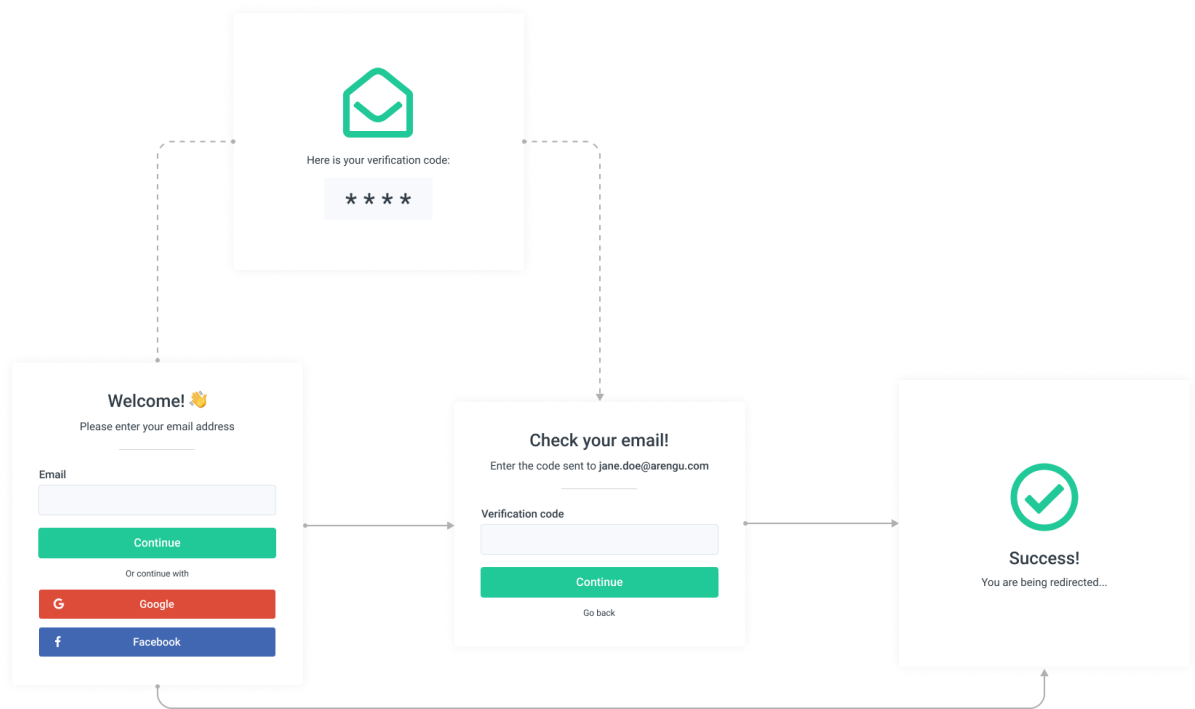 Here is your verification code:
* * * *
Welcome! 👋
Please enter your email address
Email
Continue
Or continue with
G Google
f Facebook
Check your email!
Enter the code sent to jane.doe@arengu.com
Verification code
Continue
Go back
Success!
You are being redirected...